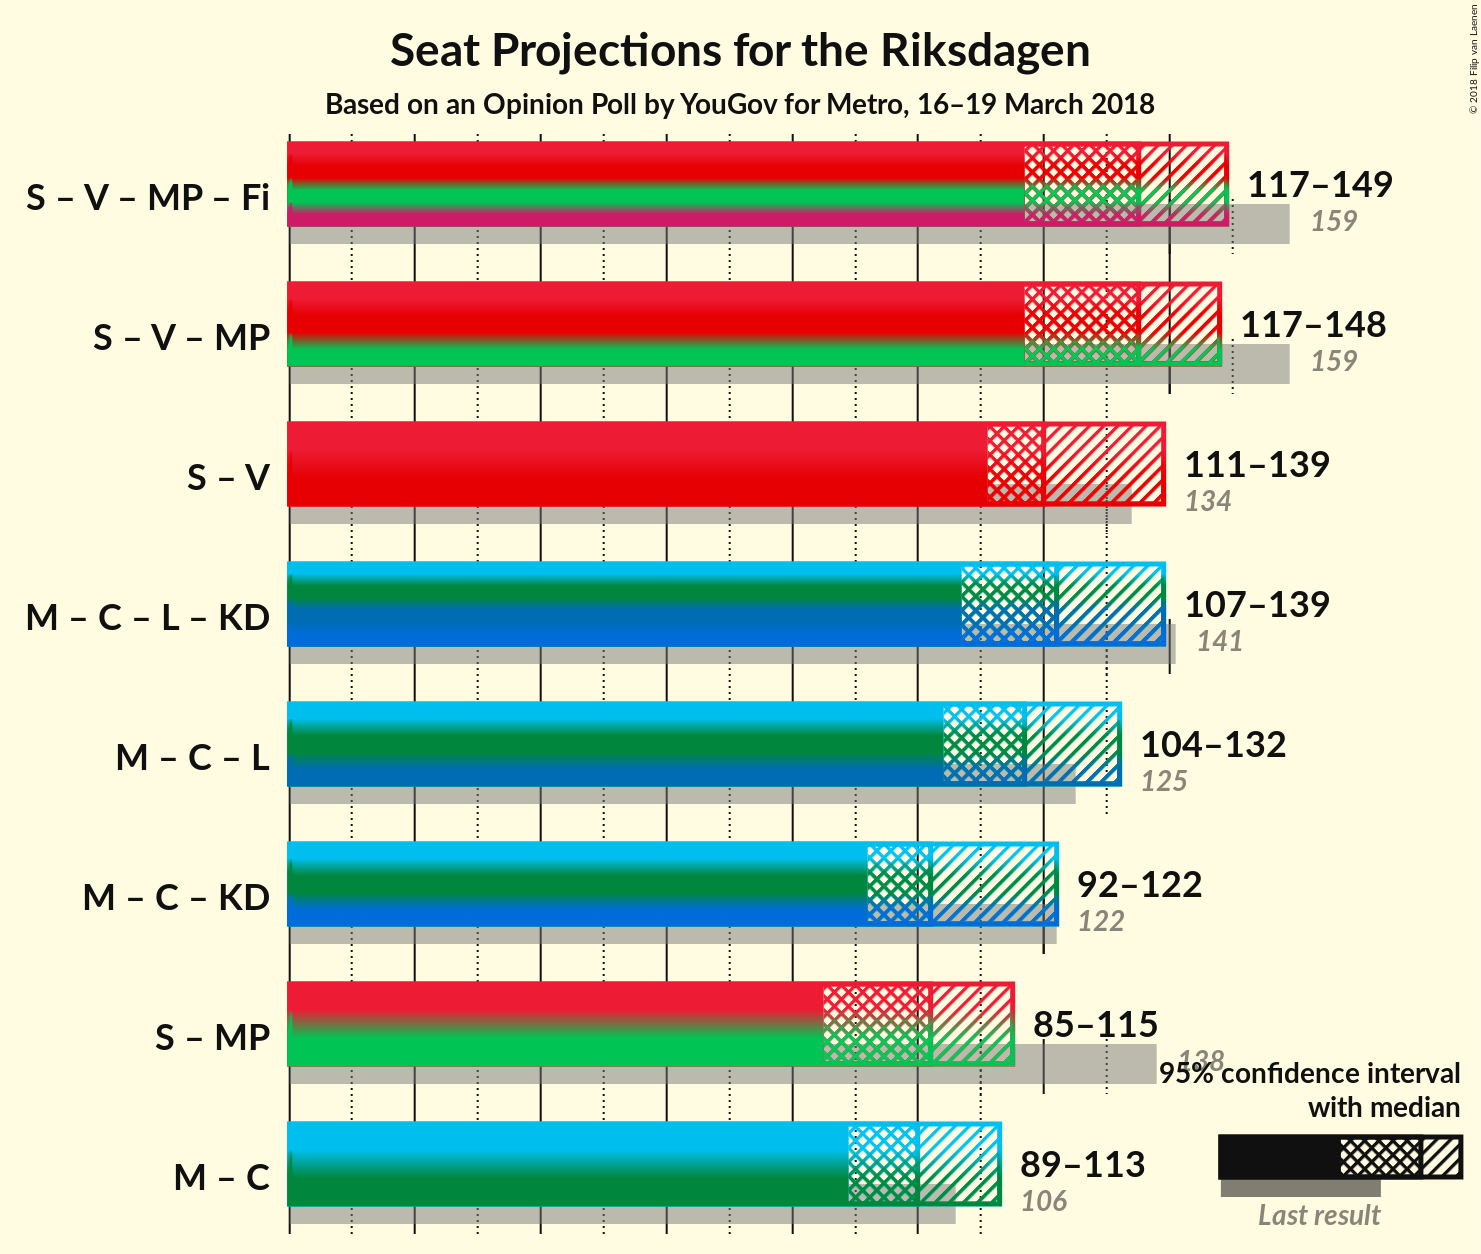 Seat Projections for the Riksdagen
Based on an Opinion Poll by YouGov for Metro, 16–19 March 2018
© 2018 Filip van Laenen
S – V – MP – Fi
117–149
159
S – V – MP
117–148
159
S – V
111–139
134
M – C – L – KD
107–139
141
M – C – L
104–132
125
M – C – KD
92–122
122
S – MP
85–115
138
M – C
89–113
106
95% confidence interval
with median
Last result